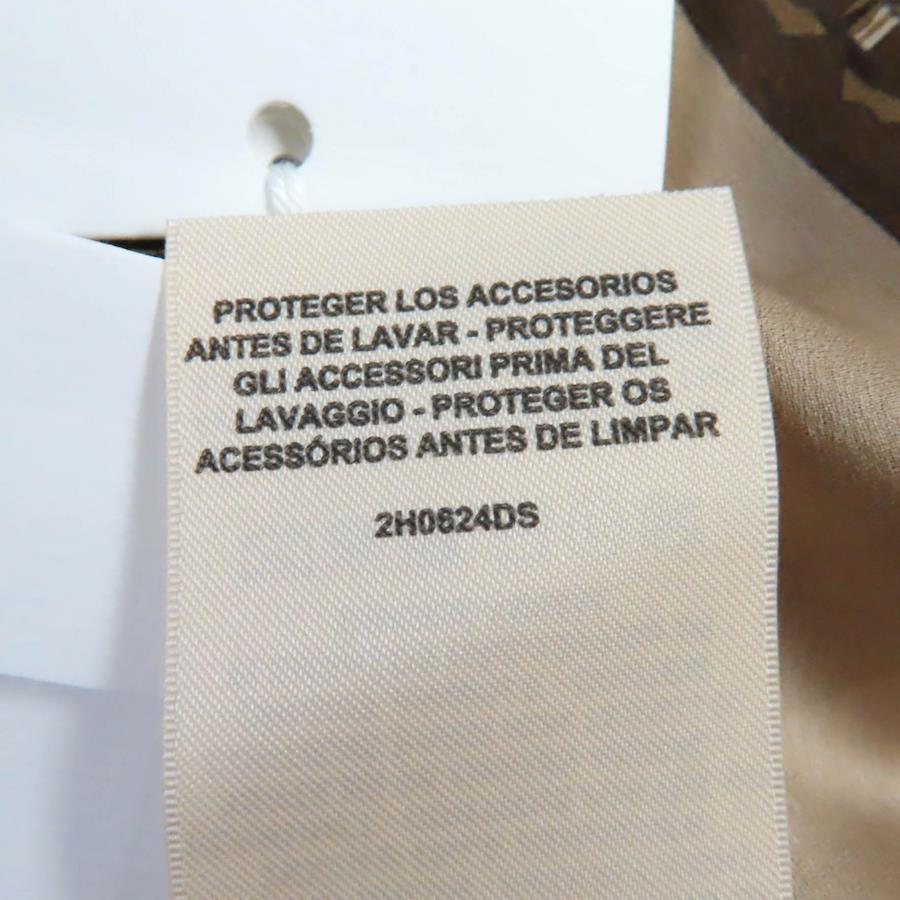 PROTEGER LOS ACCESORIOS
ANTES DE LAVAR - PROTEGGERE
GLI ACCESSORI PRIMA DEL
LAVAGGIO - PROTEGER OS
ACESSÓRIOS ANTES DE LIMPAR
2H0624DS